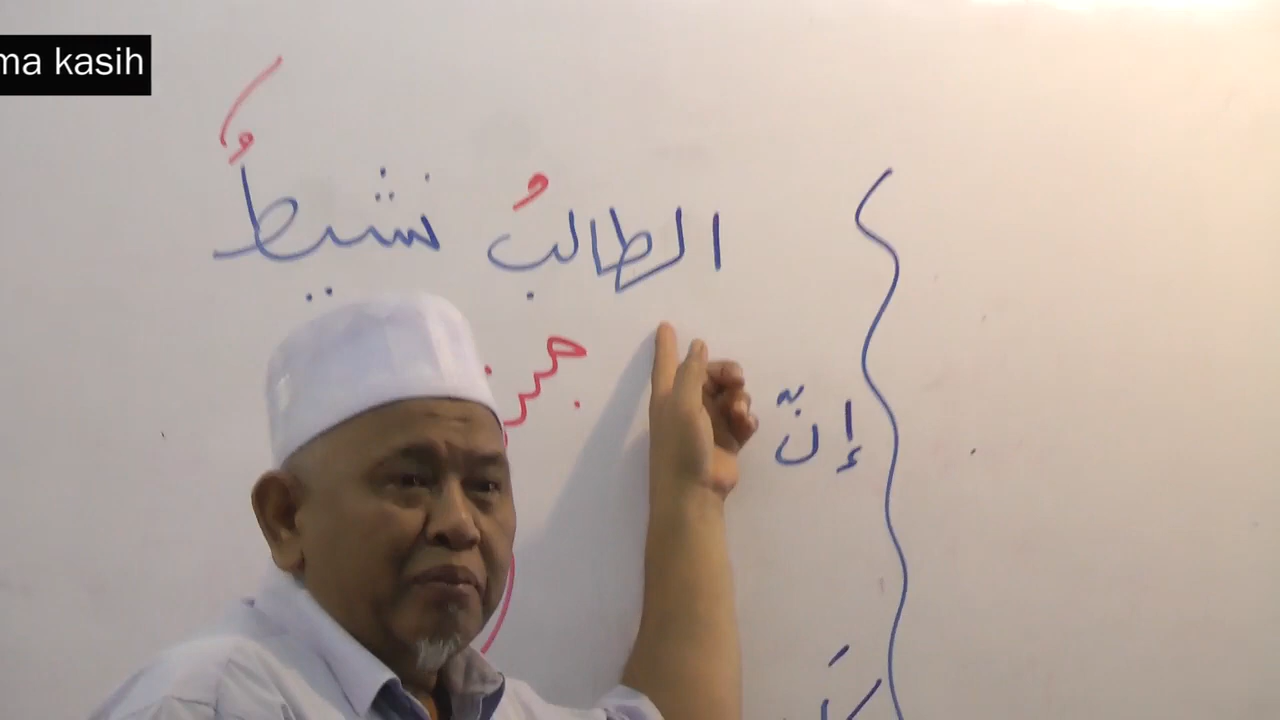 ma kasih
الطالبُ نشيطٌ
إنّ